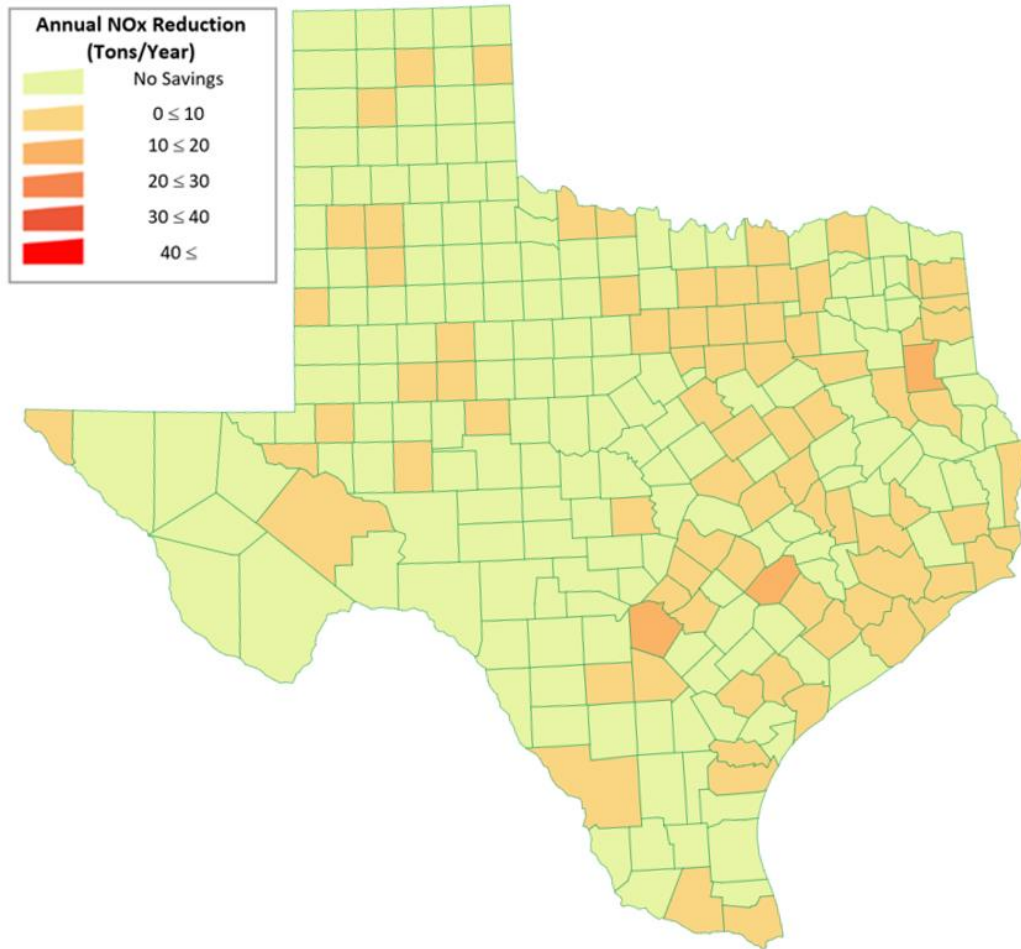 Annual NOx Reduction
(Tons/Year)
No Savings
0 ≤ 10
10 ≤ 20
20 ≤ 30
30 ≤ 40
40 ≤